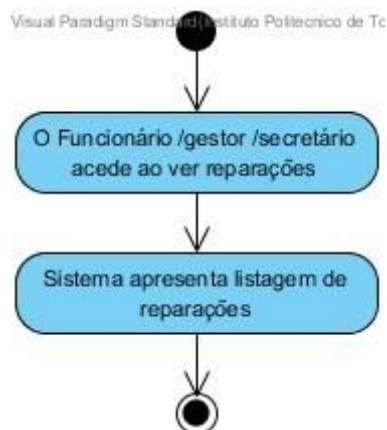 Visual Paradigm Standard(Instituto Politecnico de To
O Funcionário /gestor /secretário
acede ao ver reparações
Sistema apresenta listagem de
reparações